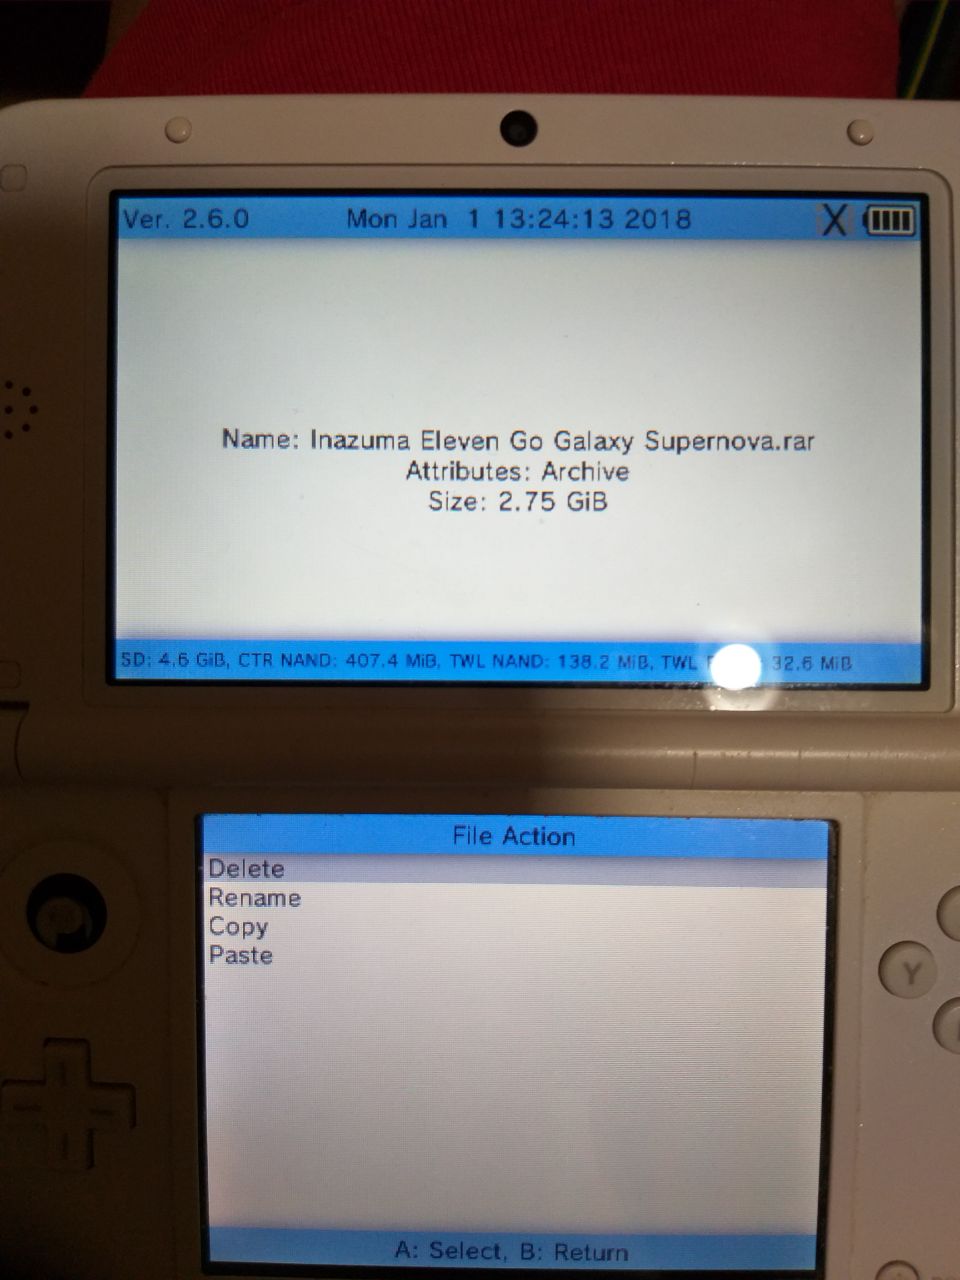 Ver. 2.6.0 Mon Jan 1 13:24:13 2018 X
Name: Inazuma Eleven Go Galaxy Supernova.rar
Attributes: Archive
Size: 2.75 GiB
SD: 4.6 GiB, CTR NAND: 407.4 MiB, TWL NAND: 138.2 MiB, TWL 32.6 MiB
File Action
Delete
Rename
Copy
Paste
Y
A: Select, B: Return